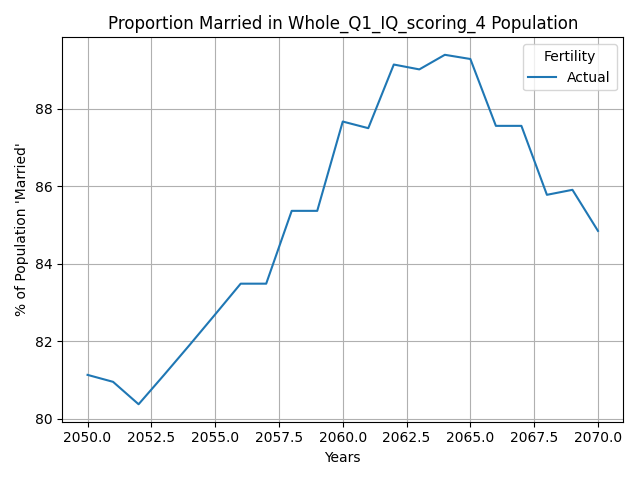 Proportion Married in Whole_Q1_IQ_scoring_4 Population
Fertility
Actual
% of Population 'Married'
88
86
84
82
80
2050.0 2052.5 2055.0 2057.5 2060.0 2062.5 2065.0 2067.5 2070.0
Years